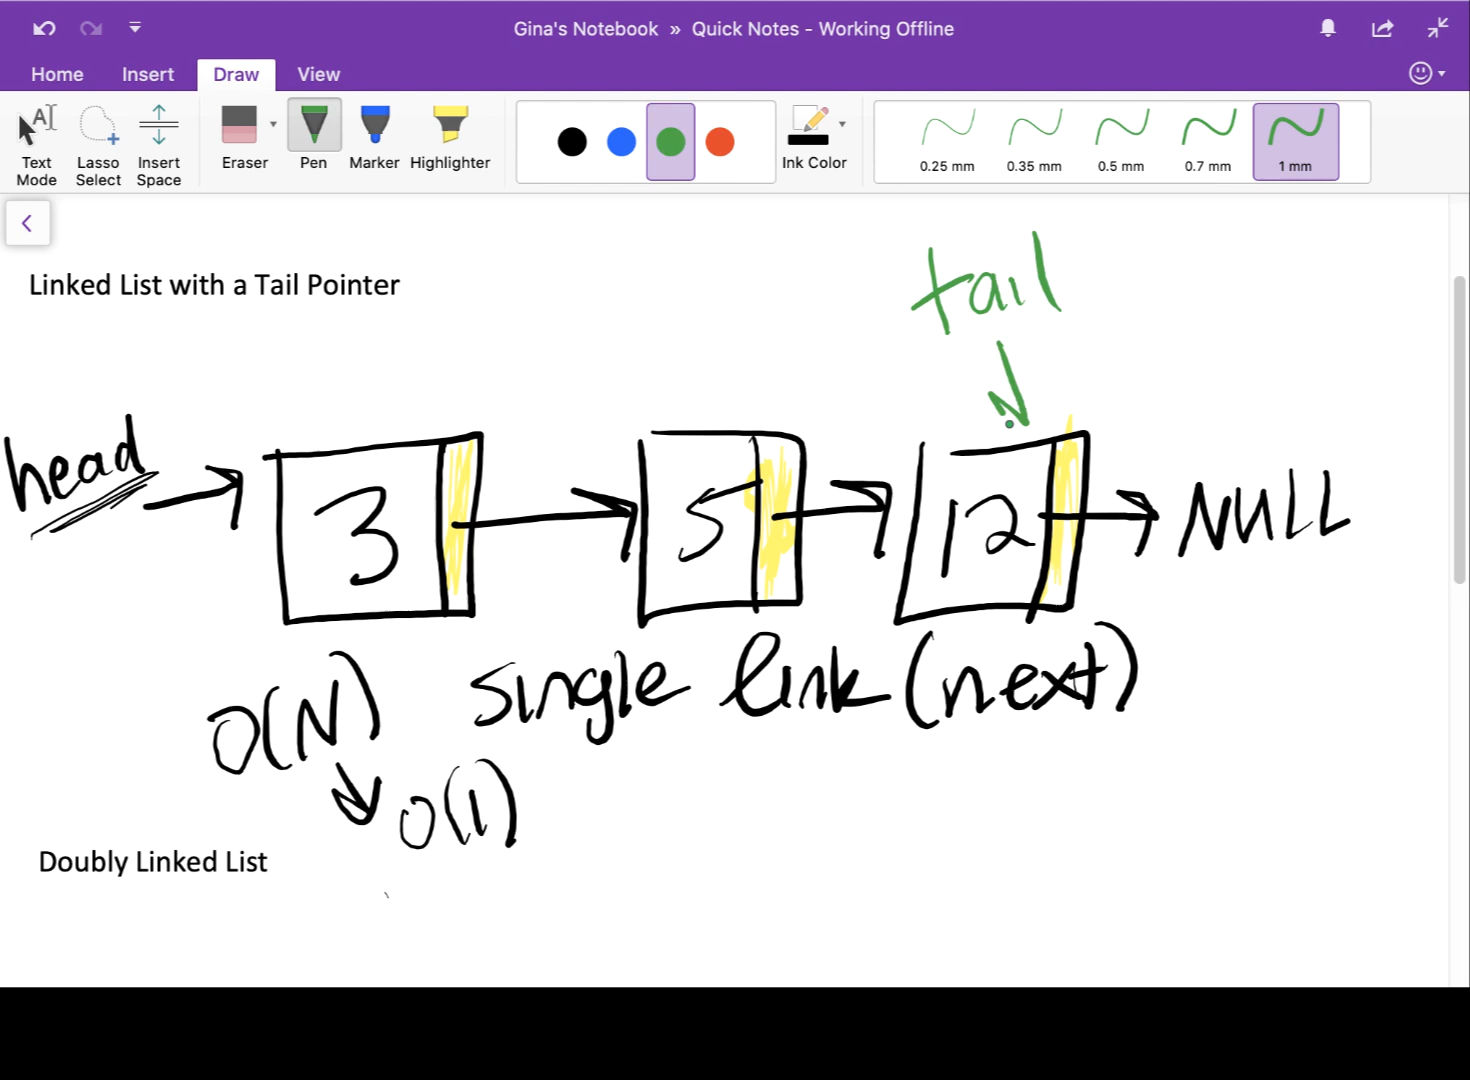 Gina's Notebook » Quick Notes - Working Offline
Home Insert Draw View
A
Text Mode Lasso Select Insert Space Eraser Pen Marker Highlighter Ink Color 0.25 mm 0.35 mm 0.5 mm 0.7 mm 1 mm
Linked List with a Tail Pointer
tail
head 3 5 12 NULL
O(N) single link (next)
O(1)
Doubly Linked List